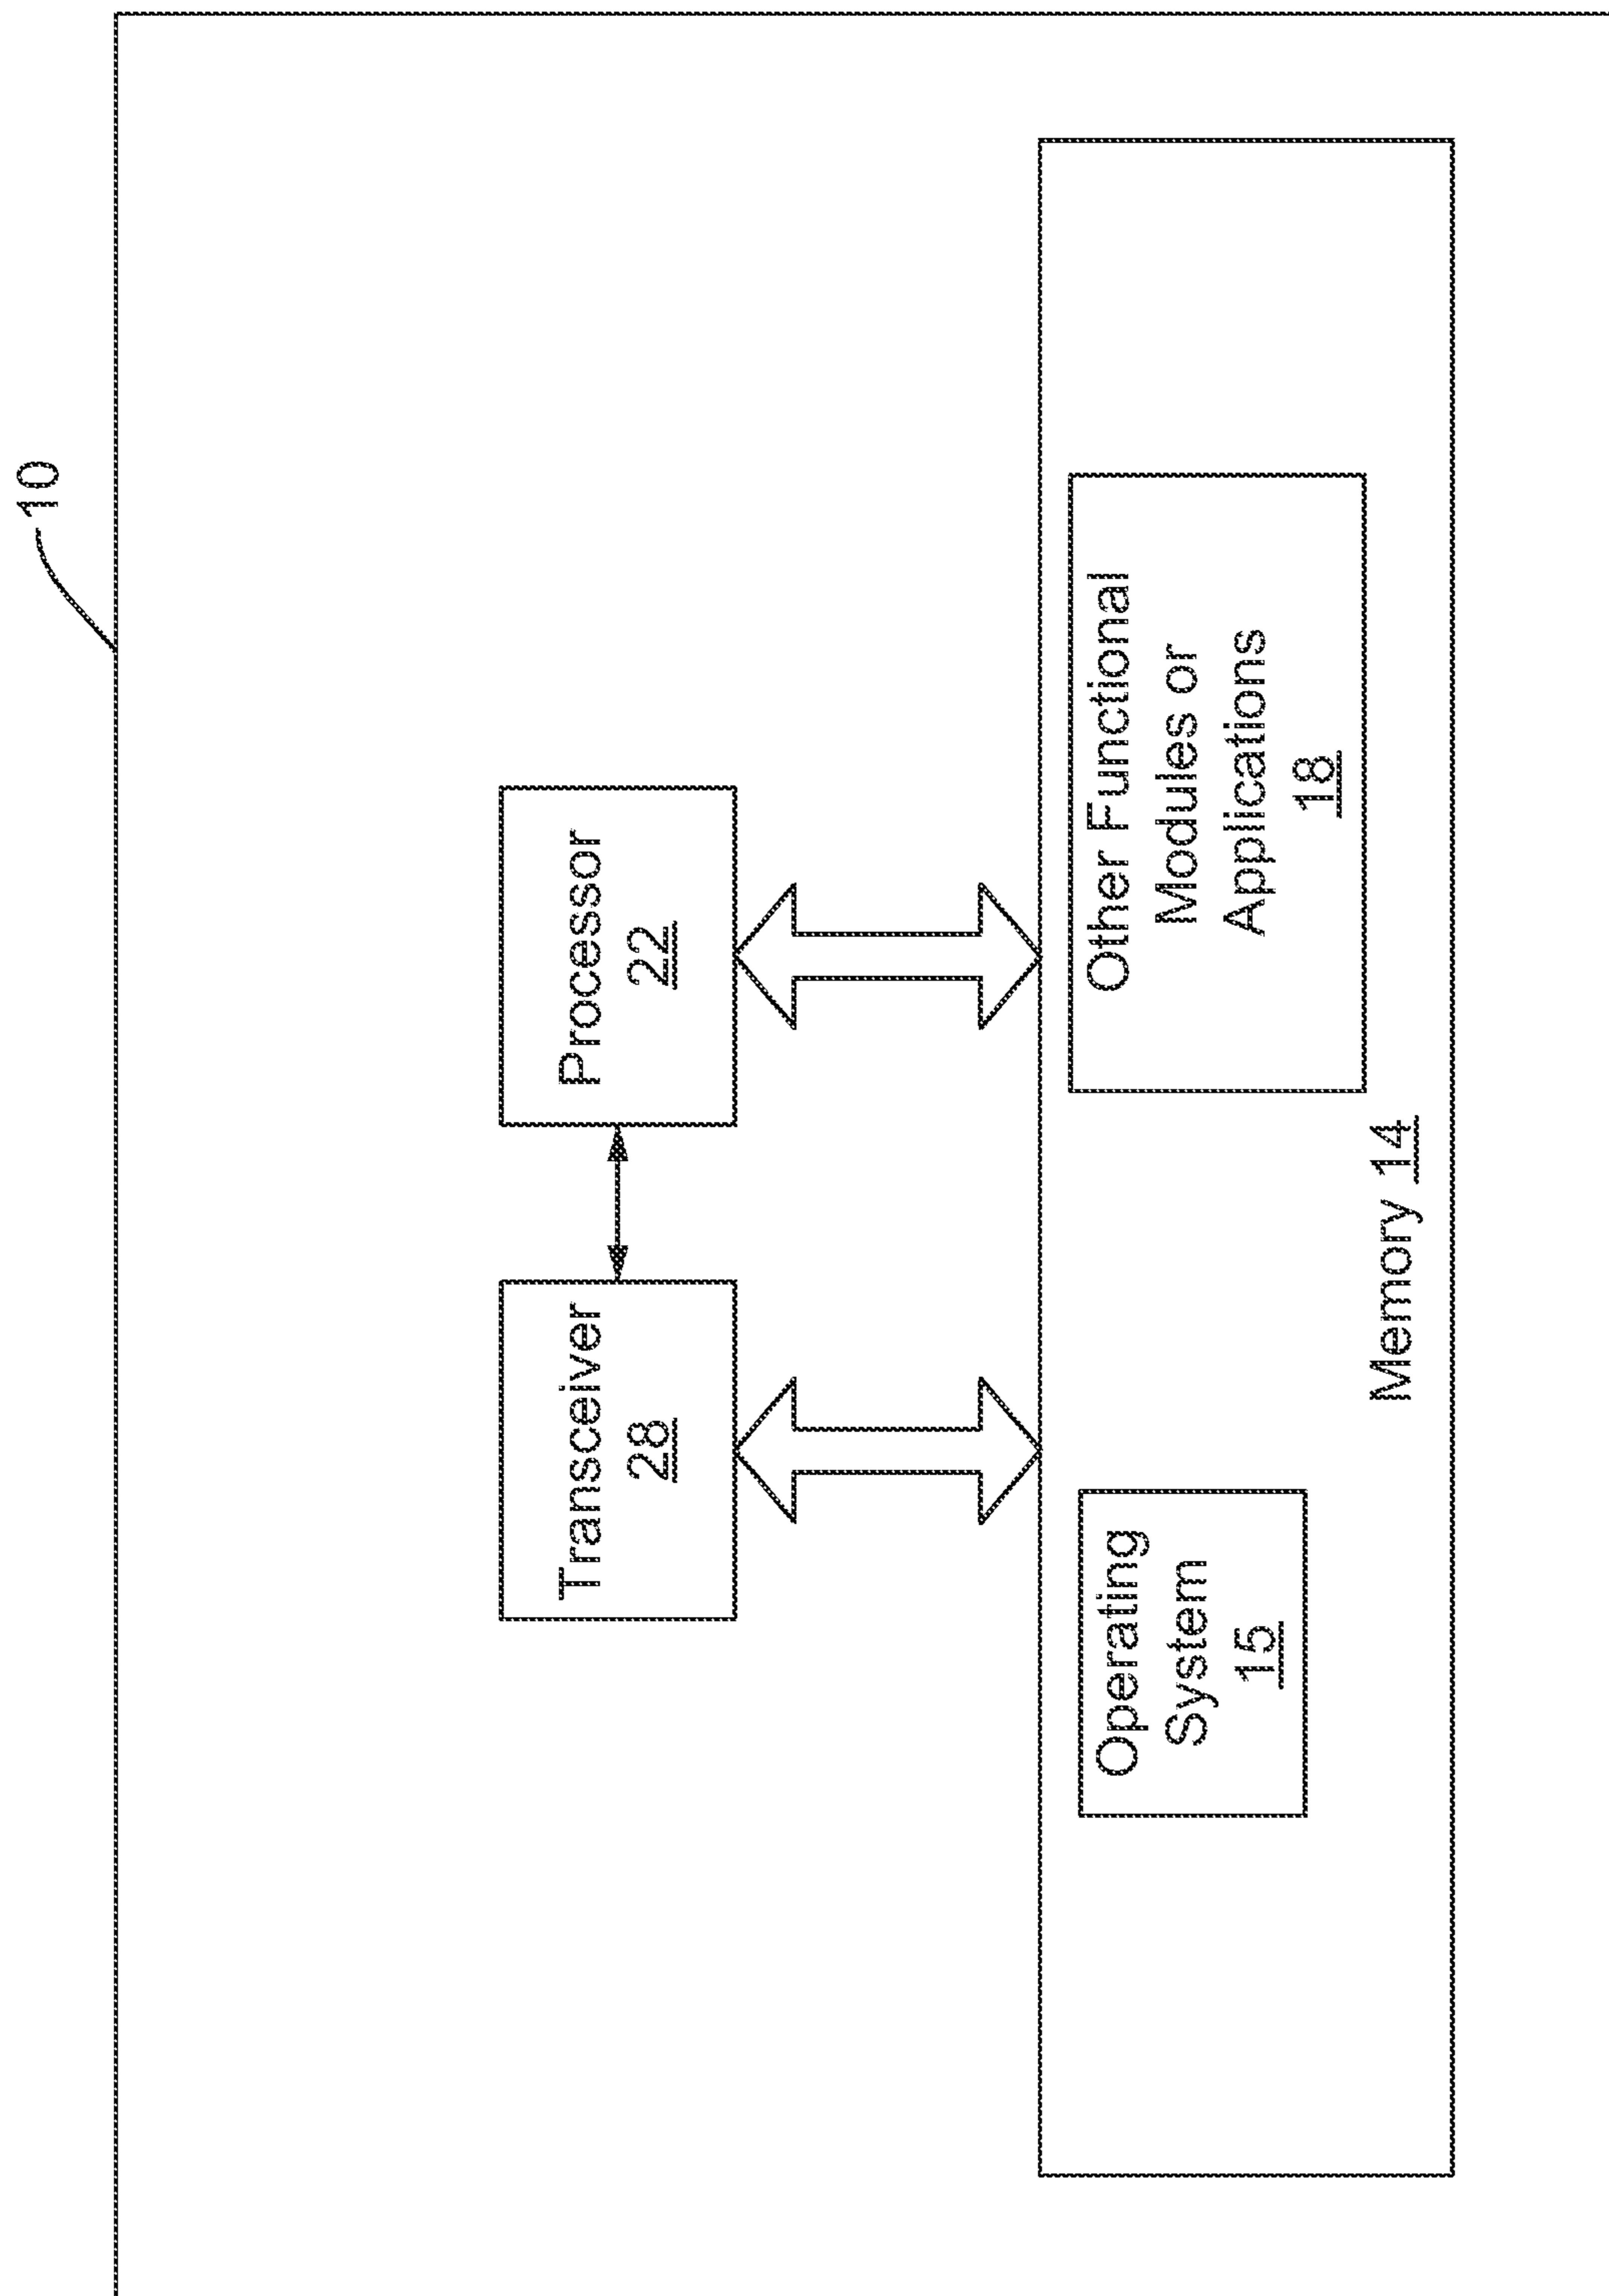 10
Transceiver
28
Processor
22
Operating
System
15
Other Functional
Modules or
Applications
18
Memory 14